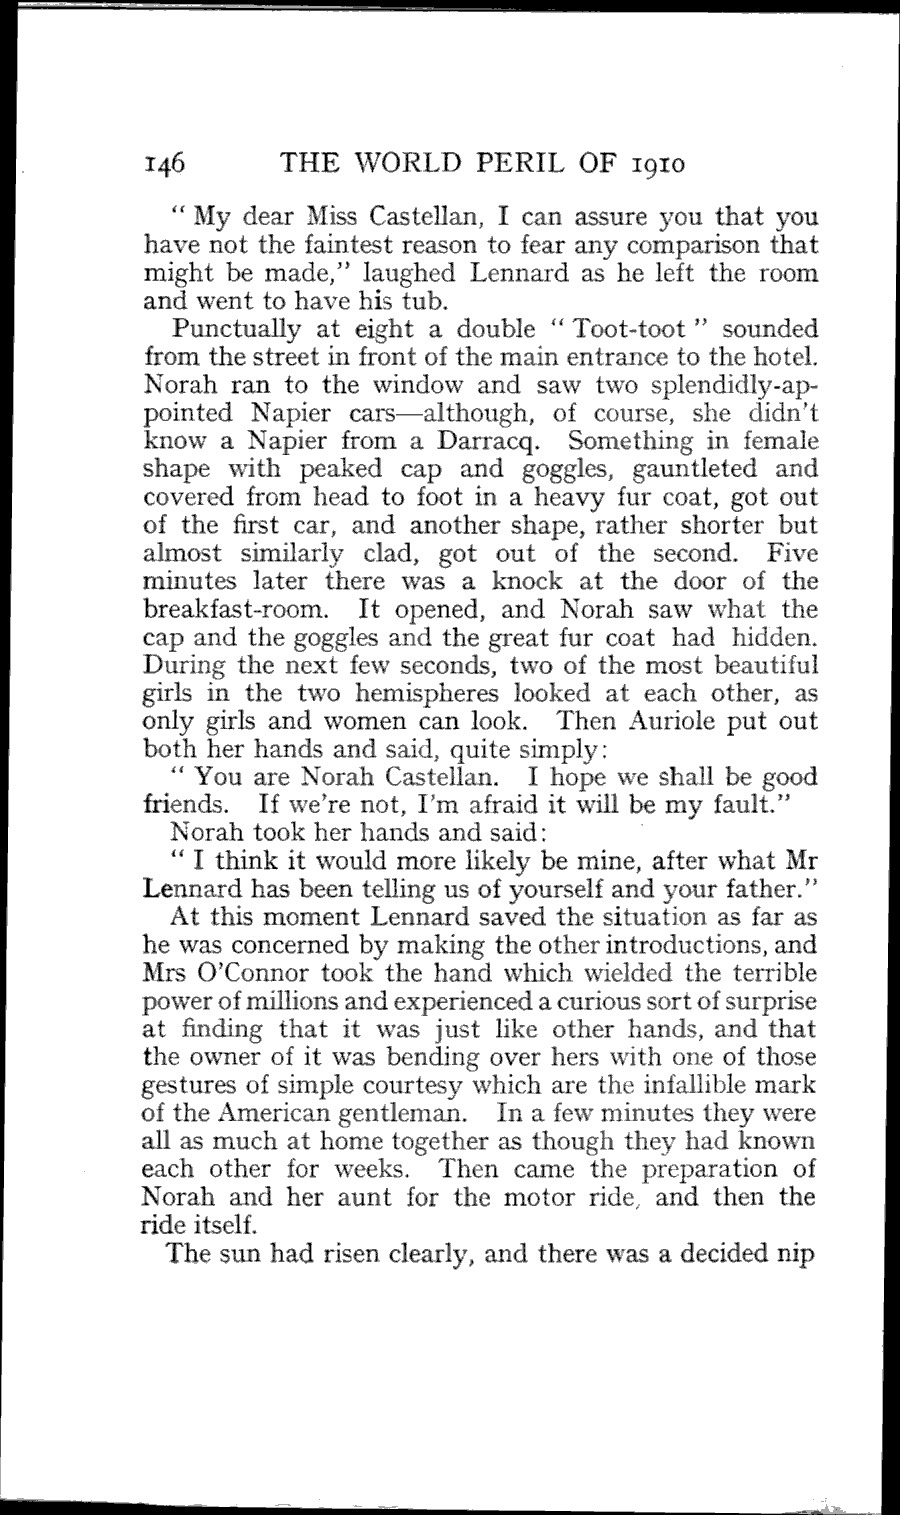 146 THE WORLD PERIL OF 1910
“ My dear Miss Castellan, I can assure you that you
have not the faintest reason to fear any comparison that
might be made,” laughed Lennard as he left the room
and went to have his tub.
Punctually at eight a double “ Toot-toot ” sounded
from the street in front of the main entrance to the hotel.
Norah ran to the window and saw two splendidly-ap-
pointed Napier cars—although, of course, she didn't
know a Napier from a Darracq. Something in female
shape with peaked cap and goggles, gauntleted and
covered from head to foot in a heavy fur coat, got out
of the first car, and another shape, rather shorter but
almost similarly clad, got out of the second. Five
minutes later there was a knock at the door of the
breakfast-room. It opened, and Norah saw what the
cap and the goggles and the great fur coat had hidden.
During the next few seconds, two of the most beautiful
girls in the two hemispheres looked at each other, as
only girls and women can look. Then Auriole put out
both her hands and said, quite simply:
“ You are Norah Castellan. I hope we shall be good
friends. If we're not, I'm afraid it will be my fault.”
Norah took her hands and said:
“ I think it would more likely be mine, after what Mr
Lennard has been telling us of yourself and your father.”
At this moment Lennard saved the situation as far as
he was concerned by making the other introductions, and
Mrs O'Connor took the hand which wielded the terrible
power of millions and experienced a curious sort of surprise
at finding that it was just like other hands, and that
the owner of it was bending over hers with one of those
gestures of simple courtesy which are the infallible mark
of the American gentleman. In a few minutes they were
all as much at home together as though they had known
each other for weeks. Then came the preparation of
Norah and her aunt for the motor ride, and then the
ride itself.
The sun had risen clearly, and there was a decided nip